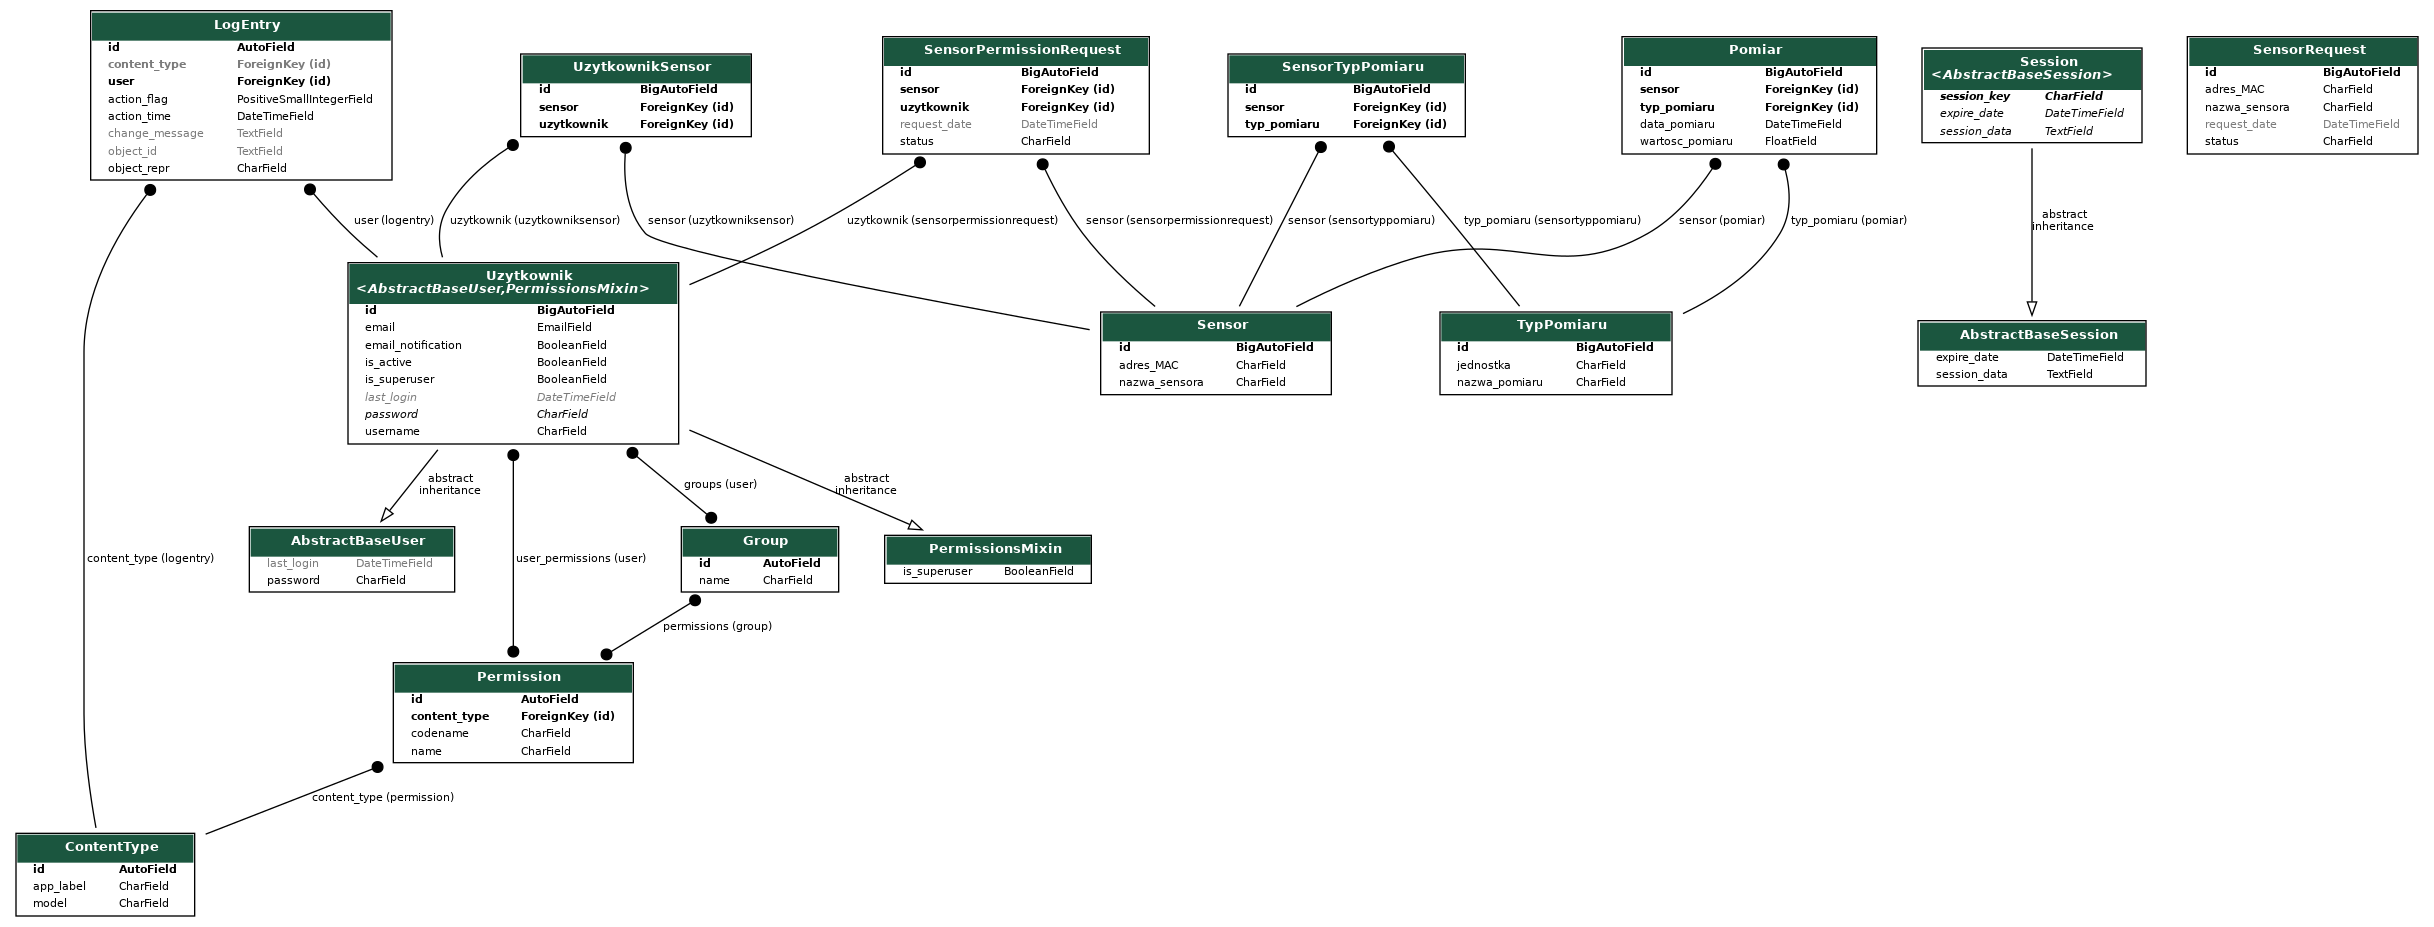 LogEntry
id AutoField
content_type ForeignKey (id)
user ForeignKey (id)
action_flag PositiveSmallIntegerField
action_time DateTimeField
change_message TextField
object_id TextField
object_repr CharField
UzytkownikSensor
id BigAutoField
sensor ForeignKey (id)
uzytkownik ForeignKey (id)
SensorPermissionRequest
id BigAutoField
sensor ForeignKey (id)
uzytkownik ForeignKey (id)
request_date DateTimeField
status CharField
SensorTypPomiaru
id BigAutoField
sensor ForeignKey (id)
typ_pomiaru ForeignKey (id)
Pomiar
id BigAutoField
sensor ForeignKey (id)
typ_pomiaru ForeignKey (id)
data_pomiaru DateTimeField
wartosc_pomiaru FloatField
Session
<AbstractBaseSession>
session_key CharField
expire_date DateTimeField
session_data TextField
SensorRequest
id BigAutoField
adres_MAC CharField
nazwa_sensora CharField
request_date DateTimeField
status CharField
user (logentry)
uzytkownik (uzytkowniksensor)
sensor (uzytkowniksensor)
uzytkownik (sensorpermissionrequest)
sensor (sensorpermissionrequest)
sensor (sensortyppomiaru)
typ_pomiaru (sensortyppomiaru)
sensor (pomiar)
typ_pomiaru (pomiar)
abstract
inheritance
Uzytkownik
<AbstractBaseUser,PermissionsMixin>
id BigAutoField
email EmailField
email_notification BooleanField
is_active BooleanField
is_superuser BooleanField
last_login DateTimeField
password CharField
username CharField
Sensor
id BigAutoField
adres_MAC CharField
nazwa_sensora CharField
TypPomiaru
id BigAutoField
jednostka CharField
nazwa_pomiaru CharField
AbstractBaseSession
expire_date DateTimeField
session_data TextField
abstract
inheritance
groups (user)
abstract
inheritance
content_type (logentry)
AbstractBaseUser
last_login DateTimeField
password CharField
user_permissions (user)
Group
id AutoField
name CharField
PermissionsMixin
is_superuser BooleanField
permissions (group)
Permission
id AutoField
content_type ForeignKey (id)
codename CharField
name CharField
content_type (permission)
ContentType
id AutoField
app_label CharField
model CharField